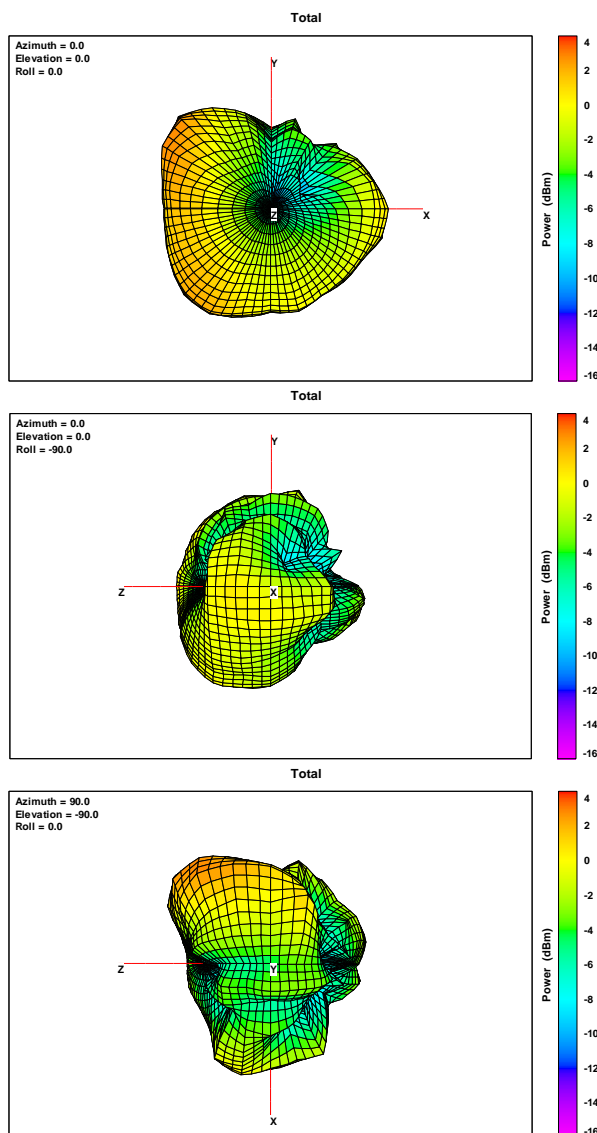 Total
Azimuth = 0.0
Elevation = 0.0
Roll = 0.0
Y
Z
X
Power (dBm)
4
2
0
-2
-4
-6
-8
-10
-12
-14
-16
Total
Azimuth = 0.0
Elevation = 0.0
Roll = -90.0
Y
Z
X
Power (dBm)
4
2
0
-2
-4
-6
-8
-10
-12
-14
-16
Total
Azimuth = 90.0
Elevation = -90.0
Roll = 0.0
Z
Y
X
Power (dBm)
4
2
0
-2
-4
-6
-8
-10
-12
-14
-16